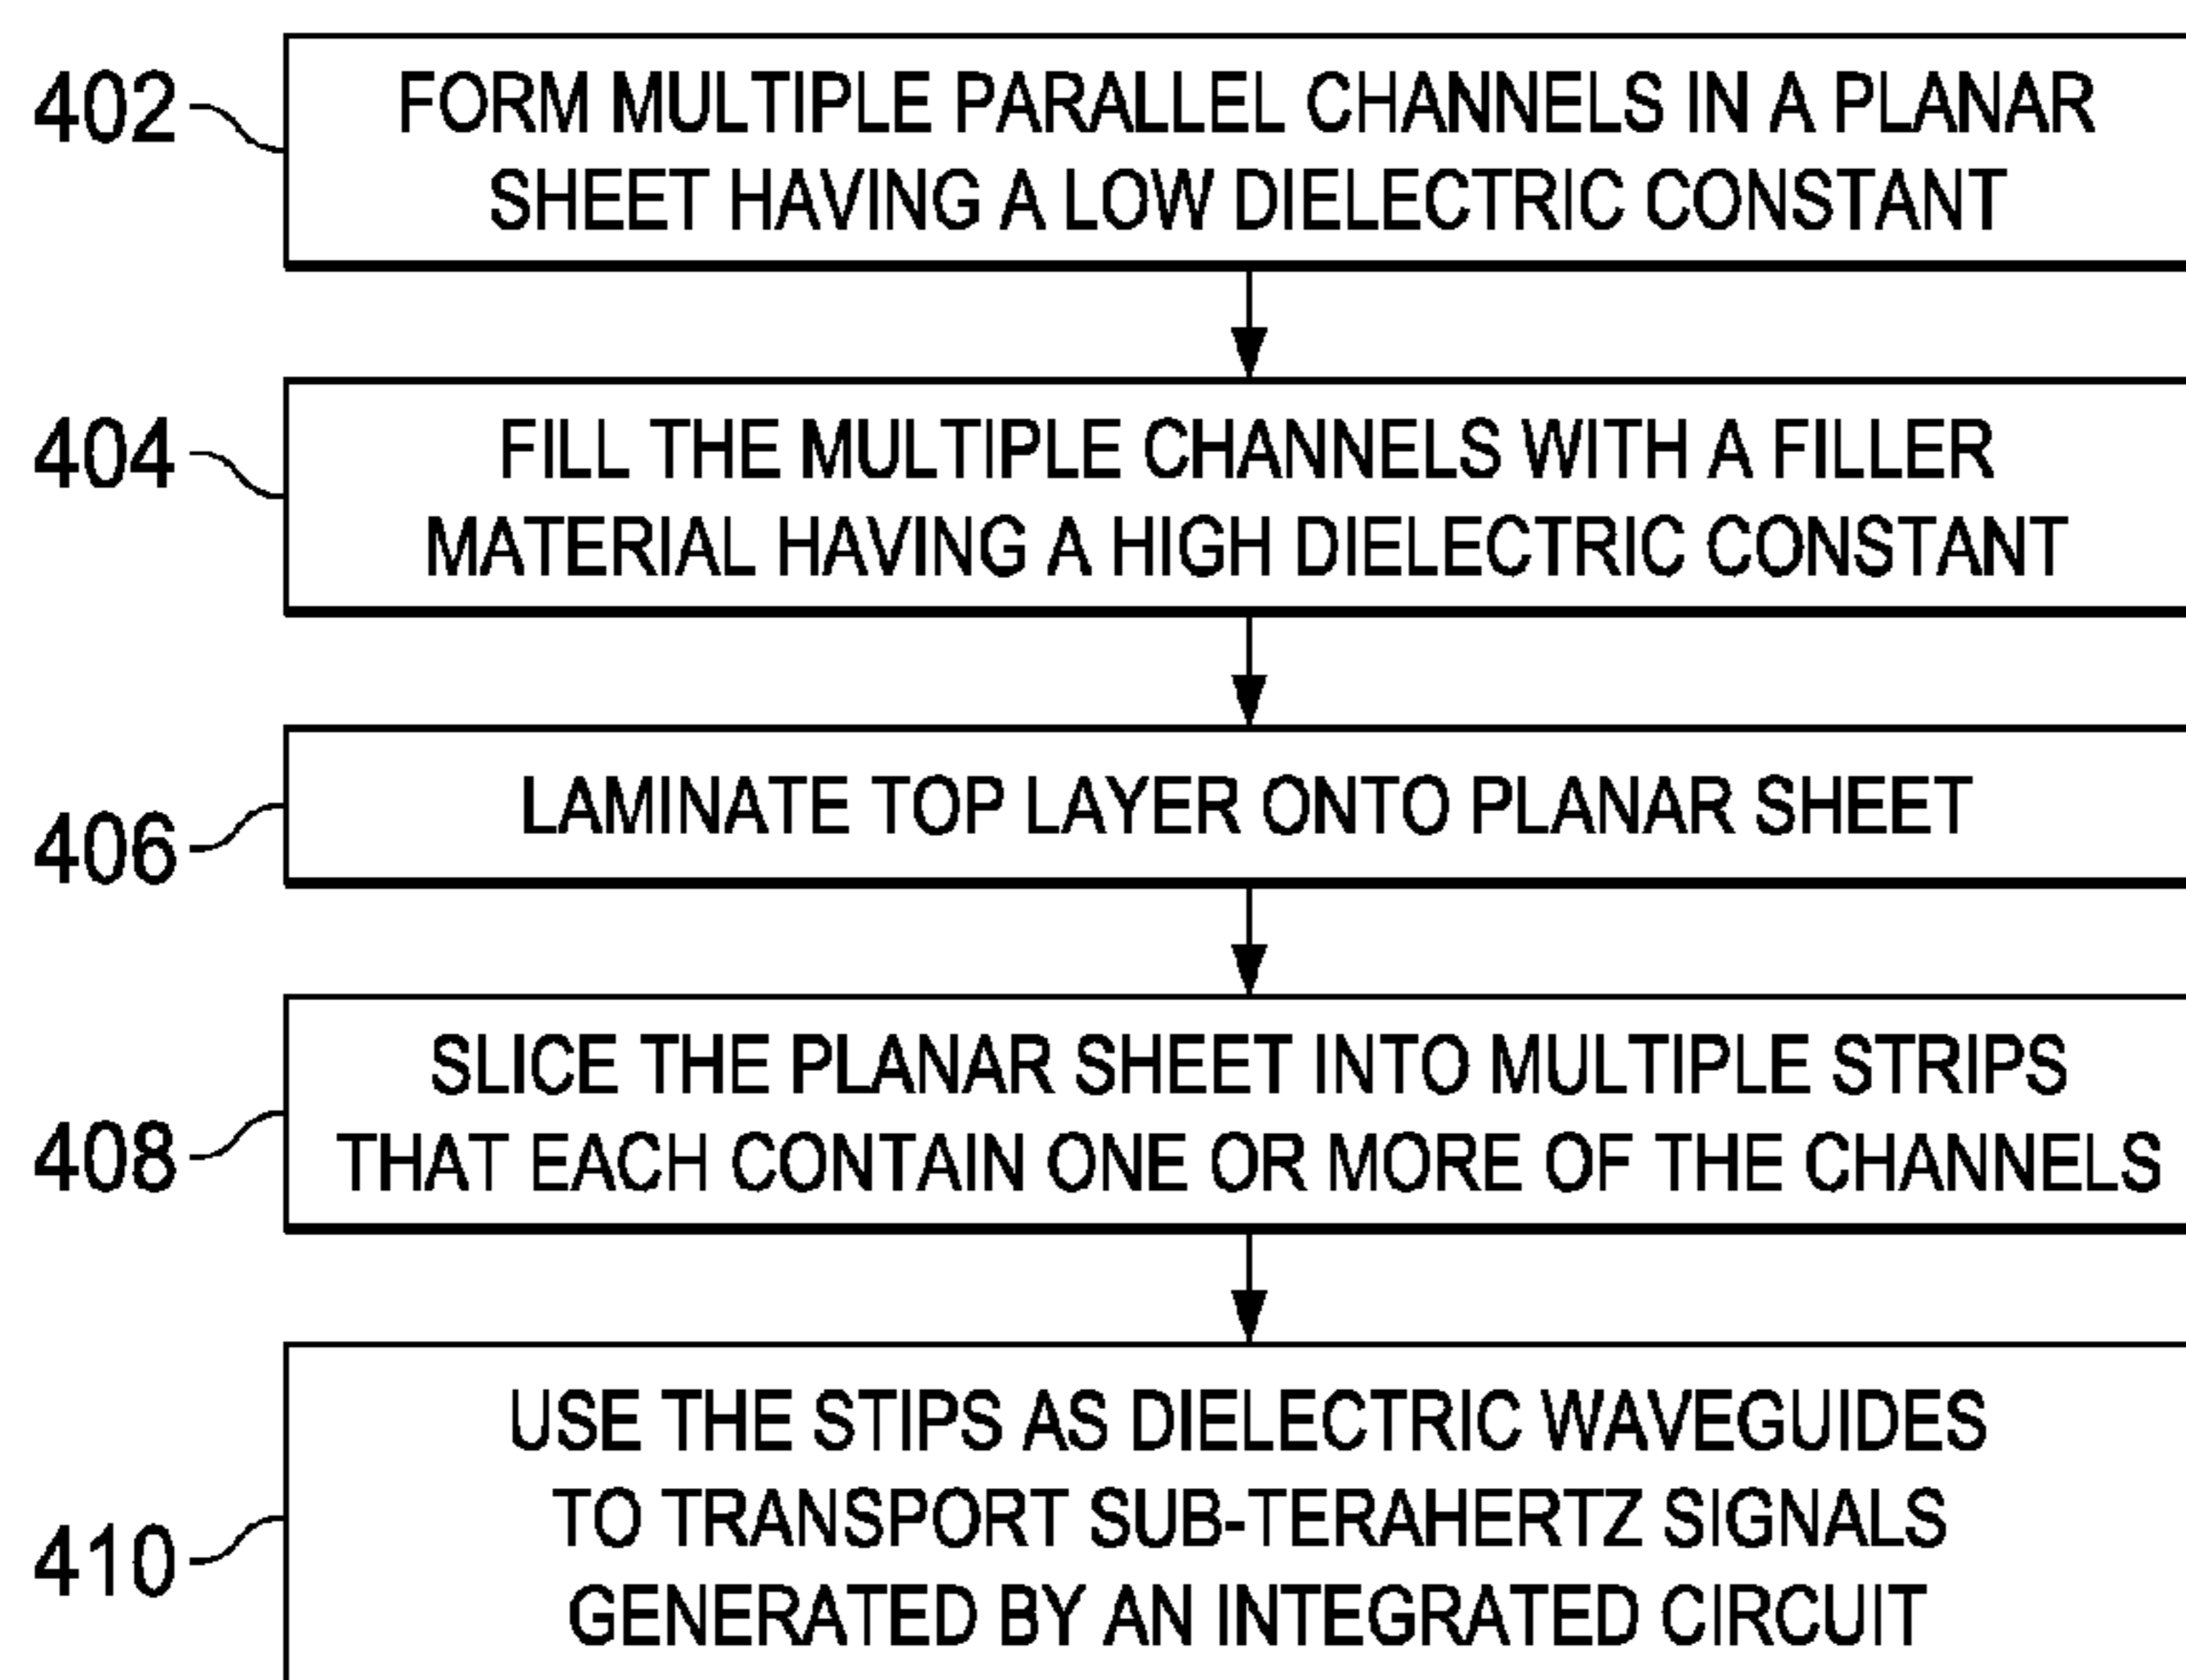 402
FORM MULTIPLE PARALLEL CHANNELS IN A PLANAR
SHEET HAVING A LOW DIELECTRIC CONSTANT
404
FILL THE MULTIPLE CHANNELS WITH A FILLER
MATERIAL HAVING A HIGH DIELECTRIC CONSTANT
406
LAMINATE TOP LAYER ONTO PLANAR SHEET
408
SLICE THE PLANAR SHEET INTO MULTIPLE STRIPS
THAT EACH CONTAIN ONE OR MORE OF THE CHANNELS
410
USE THE STIPS AS DIELECTRIC WAVEGUIDES
TO TRANSPORT SUB-TERAHERTZ SIGNALS
GENERATED BY AN INTEGRATED CIRCUIT